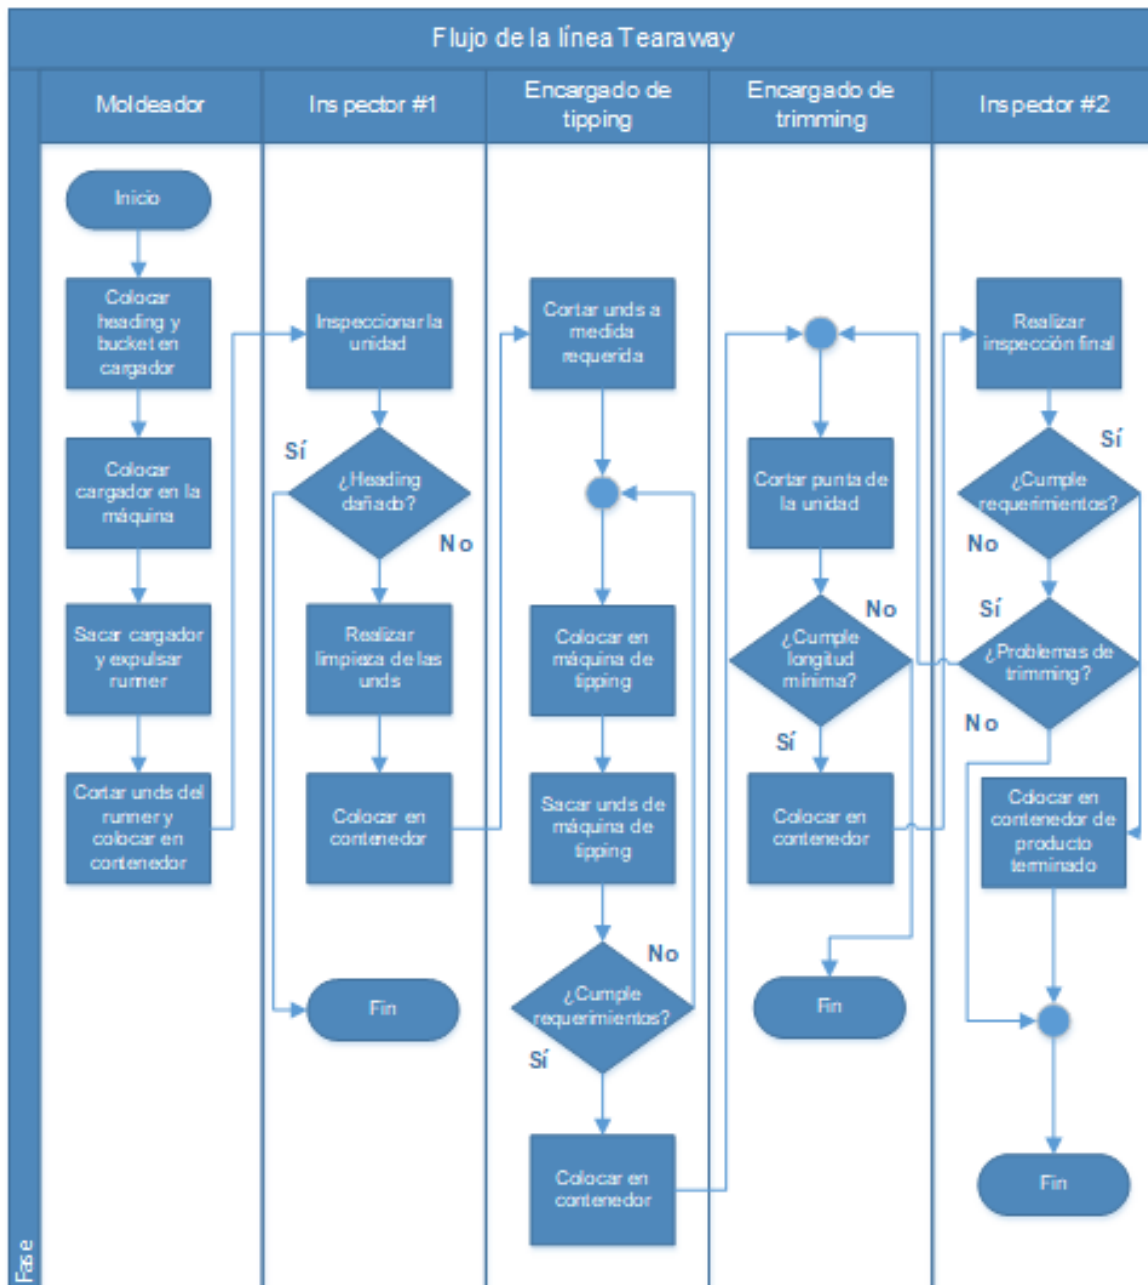 Flujo de la línea Tearaway
Moldeador
Inspector #1
Encargado de
tipping
Encargado de
trimming
Inspector #2
Inicio
Colocar
heading y
bucket en
cargador
Colocar
cargador en la
máquina
Sacar cargador
y expulsar
runner
Cortar unds del
runner y
colocar en
contenedor
Inspeccionar la
unidad
Sí
¿Heading
dañado?
No
Realizar
limpieza de las
unds
Colocar en
contenedor
Fin
Cortar unds a
medida
requerida
Colocar en
máquina de
tipping
Sacar unds de
máquina de
tipping
No
¿Cumple
requerimientos?
Sí
Colocar en
contenedor
Cortar punta de
la unidad
No
¿Cumple
longitud
mínima?
Sí
Colocar en
contenedor
Fin
Realizar
inspección final
Sí
¿Cumple
requerimientos?
No
Sí
¿Problemas de
trimming?
No
Colocar en
contenedor de
producto
terminado
Fin
Fase